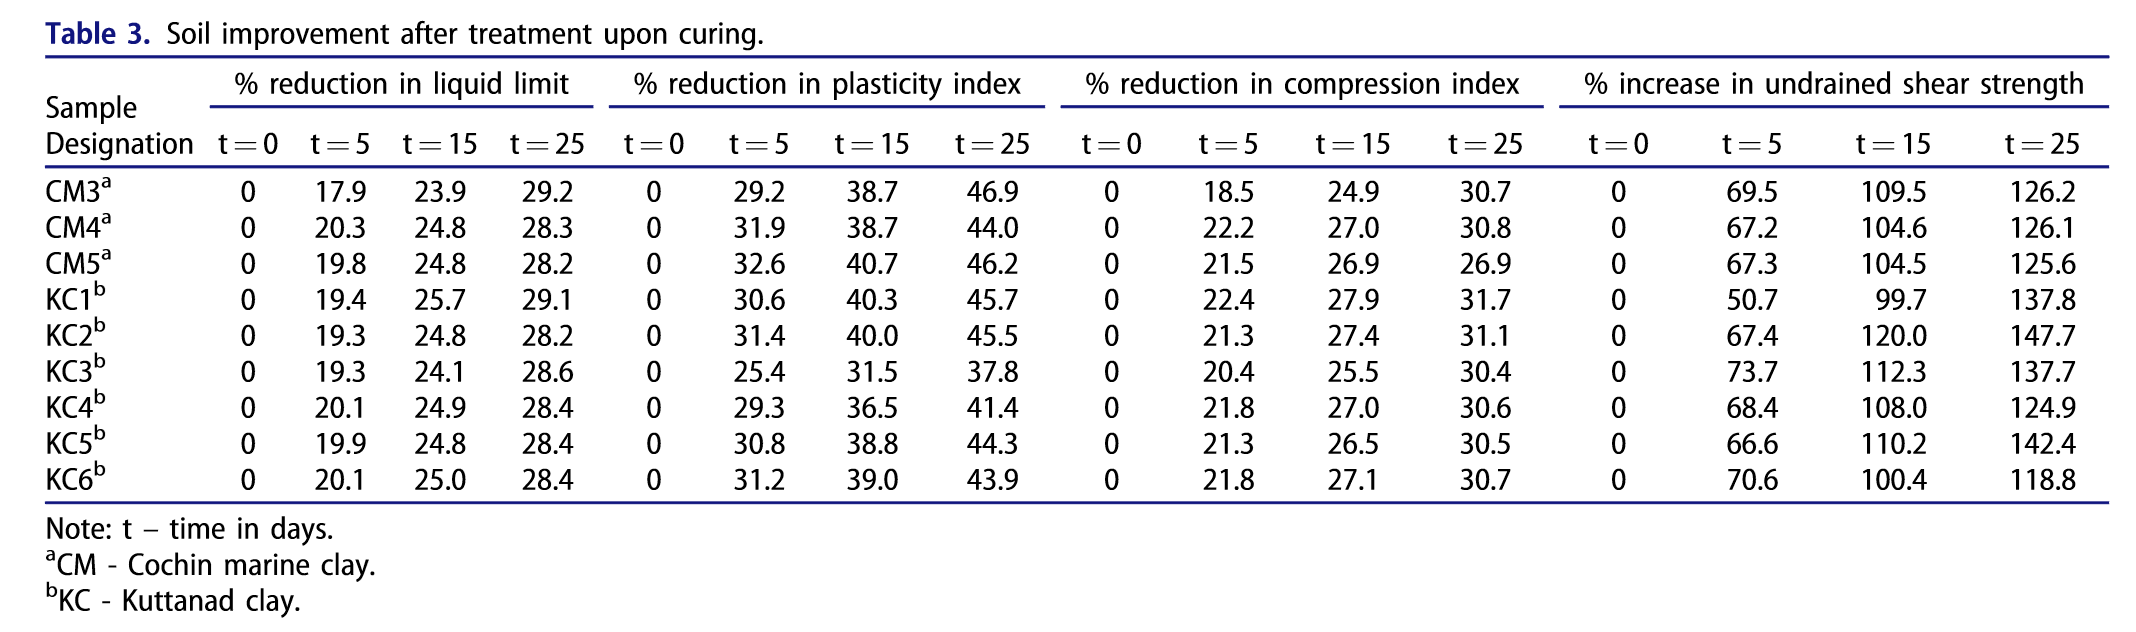 Table 3. Soil improvement after treatment upon curing.
% reduction in liquid limit % reduction in plasticity index % reduction in compression index % increase in undrained shear strength
Sample
Designation t = 0 t = 5 t = 15 t = 25 t = 0 t = 5 t = 15 t = 25 t = 0 t = 5 t = 15 t = 25 t = 0 t = 5 t = 15 t = 25
CM3ᵃ 0 17.9 23.9 29.2 0 29.2 38.7 46.9 0 18.5 24.9 30.7 0 69.5 109.5 126.2
CM4ᵃ 0 20.3 24.8 28.3 0 31.9 38.7 44.0 0 22.2 27.0 30.8 0 67.2 104.6 126.1
CM5ᵃ 0 19.8 24.8 28.2 0 32.6 40.7 46.2 0 21.5 26.9 26.9 0 67.3 104.5 125.6
KC1ᵇ 0 19.4 25.7 29.1 0 30.6 40.3 45.7 0 22.4 27.9 31.7 0 50.7 99.7 137.8
KC2ᵇ 0 19.3 24.8 28.2 0 31.4 40.0 45.5 0 21.3 27.4 31.1 0 67.4 120.0 147.7
KC3ᵇ 0 19.3 24.1 28.6 0 25.4 31.5 37.8 0 20.4 25.5 30.4 0 73.7 112.3 137.7
KC4ᵇ 0 20.1 24.9 28.4 0 29.3 36.5 41.4 0 21.8 27.0 30.6 0 68.4 108.0 124.9
KC5ᵇ 0 19.9 24.8 28.4 0 30.8 38.8 44.3 0 21.3 26.5 30.5 0 66.6 110.2 142.4
KC6ᵇ 0 20.1 25.0 28.4 0 31.2 39.0 43.9 0 21.8 27.1 30.7 0 70.6 100.4 118.8
Note: t – time in days.
ᵃCM - Cochin marine clay.
ᵇKC - Kuttanad clay.